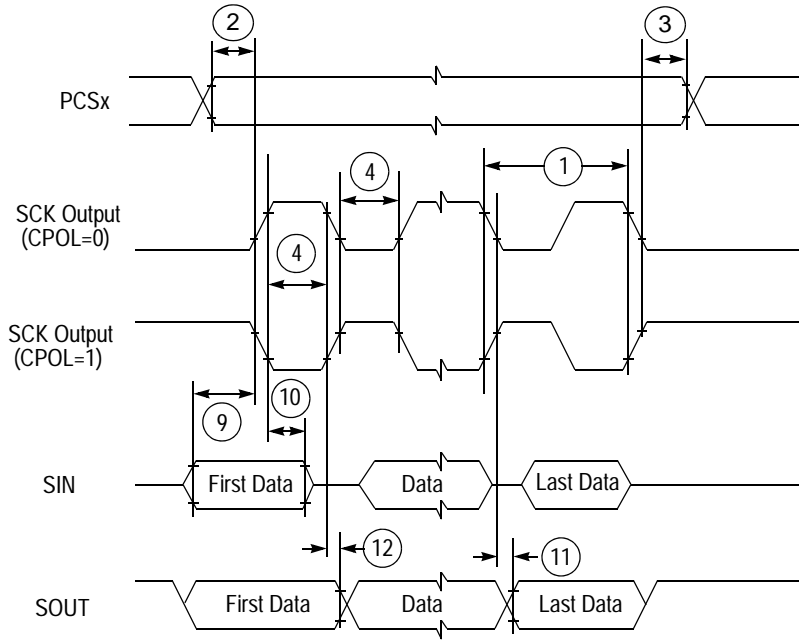 2
3
PCSx
4
1
SCK Output
(CPOL=0)
4
SCK Output
(CPOL=1)
10
9
SIN
First Data
Data
Last Data
12
11
SOUT
First Data
Data
Last Data